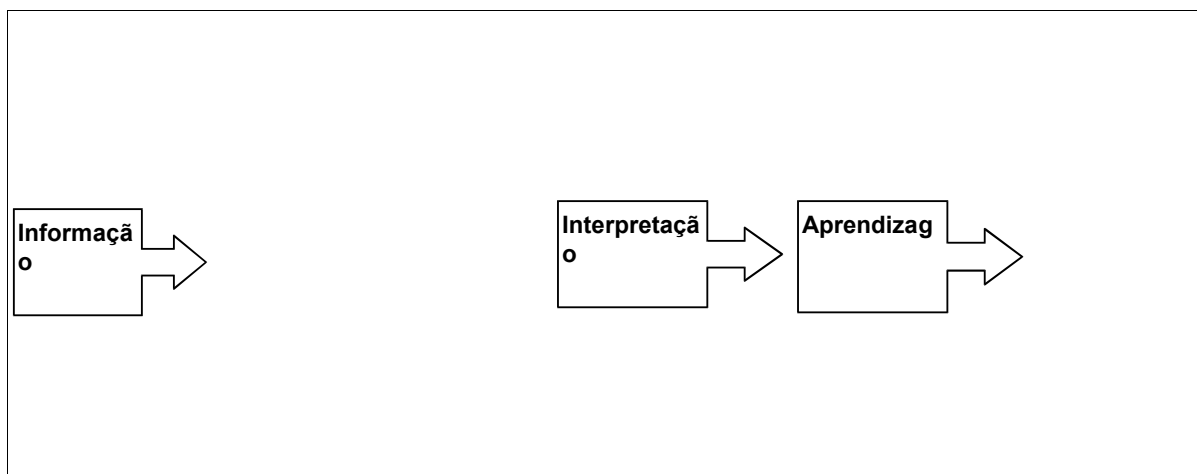 Informaçã
o
Interpretaçã
o
Aprendizag